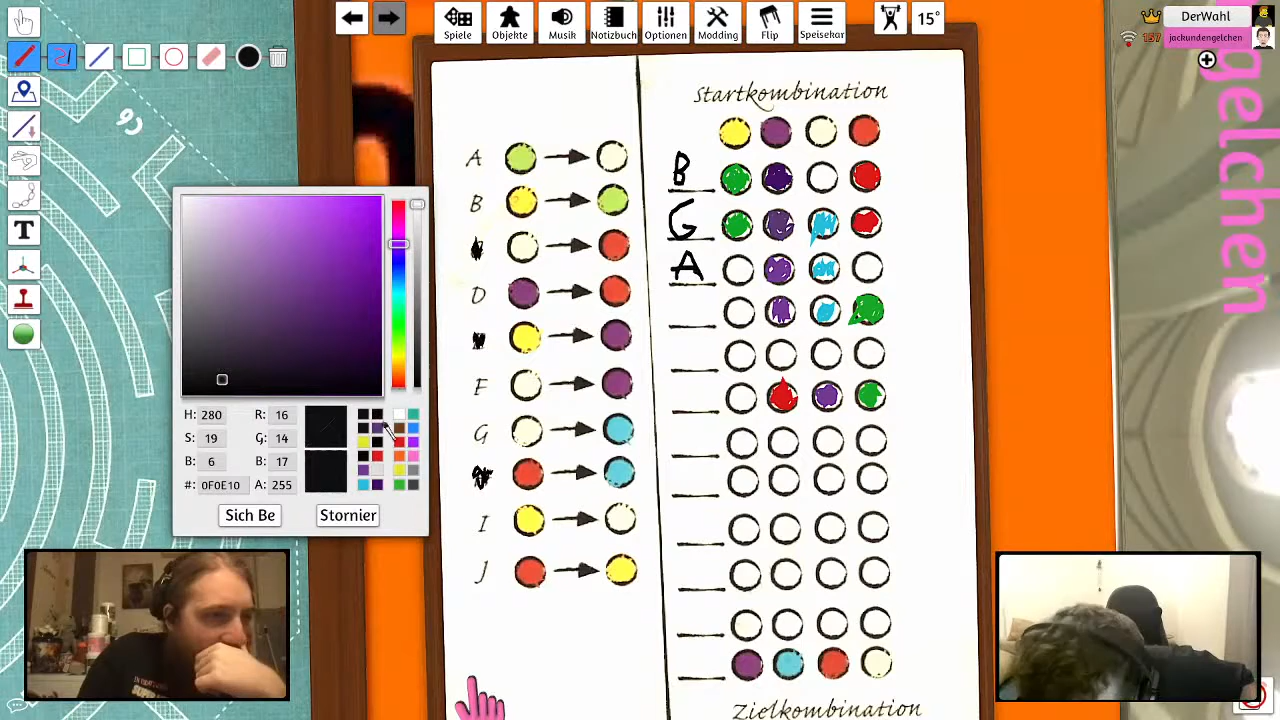 Spiele Objekte Musik Notizbuch Optionen Modding Flip Speisekar 15°
DerWahl
157 jackundengelchen
gelchen
T
Startkombination
A
B
B
G
A
D
F
G
I
J
Zielkombination
H: 280 R: 16
S: 19 G: 14
B: 6 B: 17
#: 0F0E10 A: 255
Sich Be Stornier